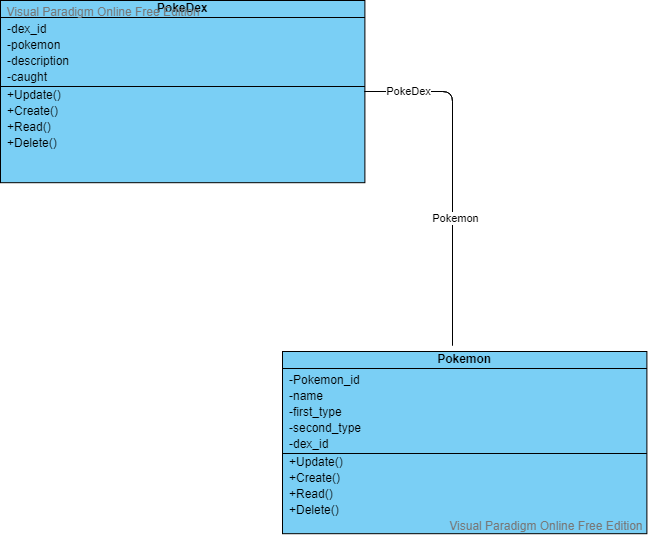 Visual Paradigm Online Free Edition
PokeDex
-dex_id
-pokemon
-description
-caught
+Update()
+Create()
+Read()
+Delete()
PokeDex
Pokemon
Pokemon
-Pokemon_id
-name
-first_type
-second_type
-dex_id
+Update()
+Create()
+Read()
+Delete()
Visual Paradigm Online Free Edition